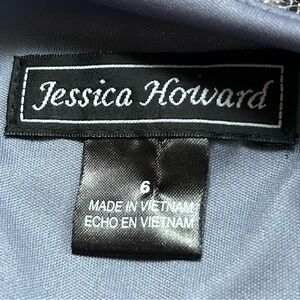 Jessica Howard
6
MADE IN VIETNAM
ECHO EN VIETNAM